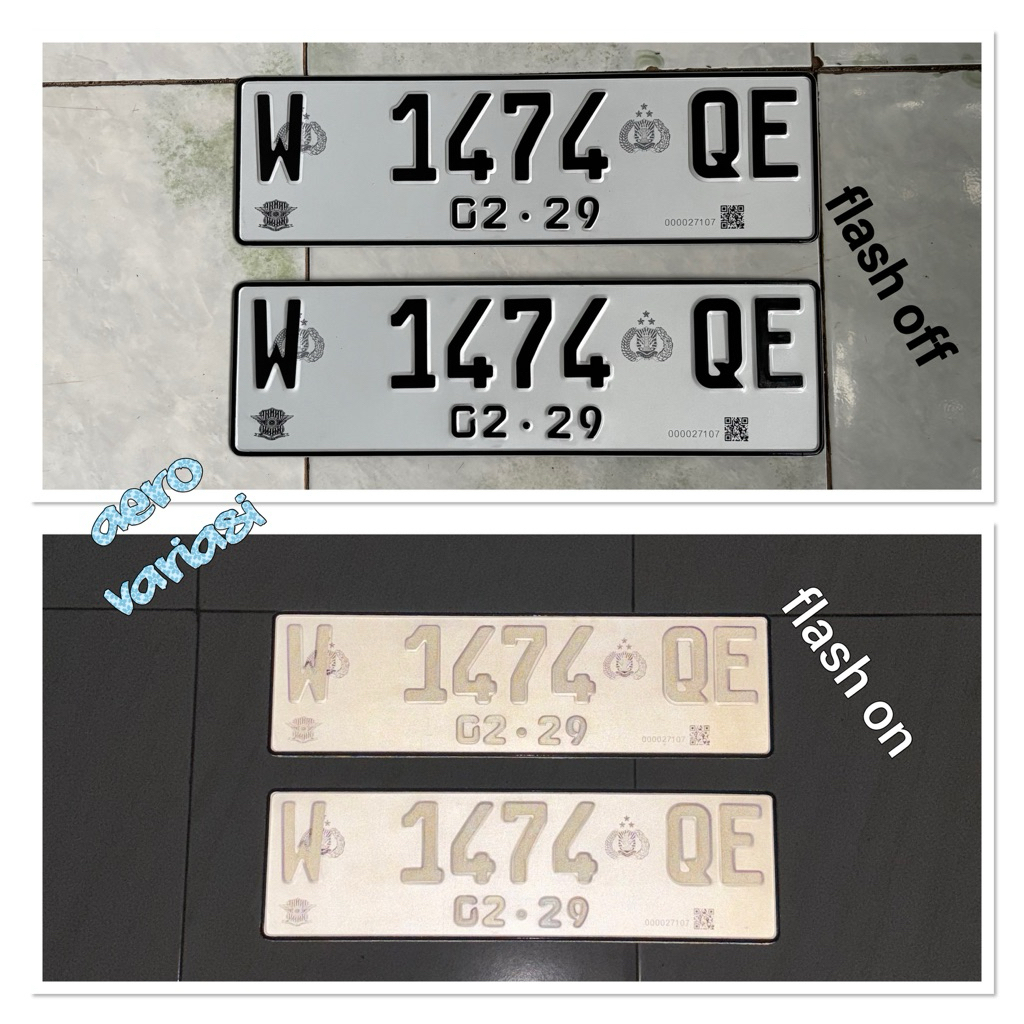 W 1474 QE
02·29
000027107
W 1474 QE
02·29
000027107
flash off
aero
variasi
W 1474 QE
02·29
000027107
W 1474 QE
02·29
000027107
flash on